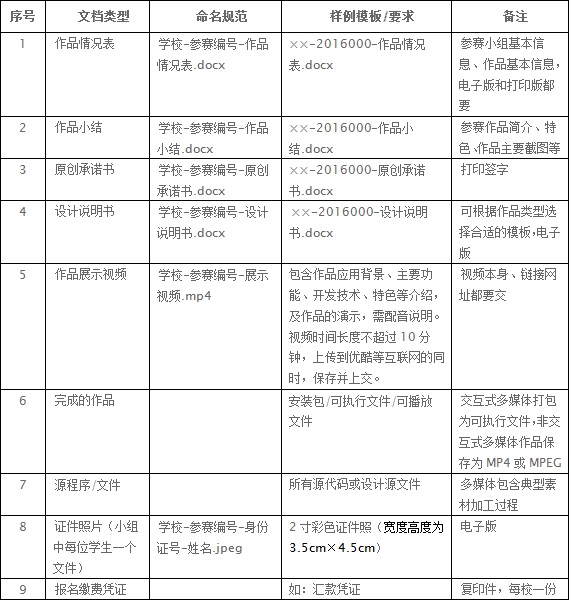 序号 文档类型 命名规范 样例模板/要求 备注
1 作品情况表 学校-参赛编号-作品 ××-2016000-作品情况 参赛小组基本信
情况表.docx 表.docx 息、作品基本信息,
电子版和打印版都
要
2 作品小结 学校-参赛编号-作品 ××-2016000-作品小 参赛作品简介、特
小结.docx 结.docx 色、作品主要截图等
3 原创承诺书 学校-参赛编号-原创 ××-2016000-原创承诺 打印签字
承诺书.docx 书.docx
4 设计说明书 学校-参赛编号-设计 ××-2016000-设计说明 可根据作品类型选
说明书.docx 书.docx 择合适的模板,电子
版
5 作品展示视频 学校-参赛编号-展示 包含作品应用背景、主要功 视频本身、链接网
视频.mp4 能、开发技术、特色等介绍, 址都要交
及作品的演示,需配音说明。
视频时间长度不超过 10 分
钟,上传到优酷等互联网的同
时,保存并上交。
6 完成的作品 安装包/可执行文件/可播放 交互式多媒体打包
文件 为可执行文件,非交
互式多媒体作品保
存为 MP4 或 MPEG
7 源程序/文件 所有源代码或设计源文件 多媒体包含典型素
材加工过程
8 证件照片(小组 学校-参赛编号-身份 2 寸彩色证件照(宽度高度为 电子版
中每位学生一个 证号-姓名.jpeg 3.5cm×4.5cm)
文件)
9 报名缴费凭证 如:汇款凭证 复印件,每校一份